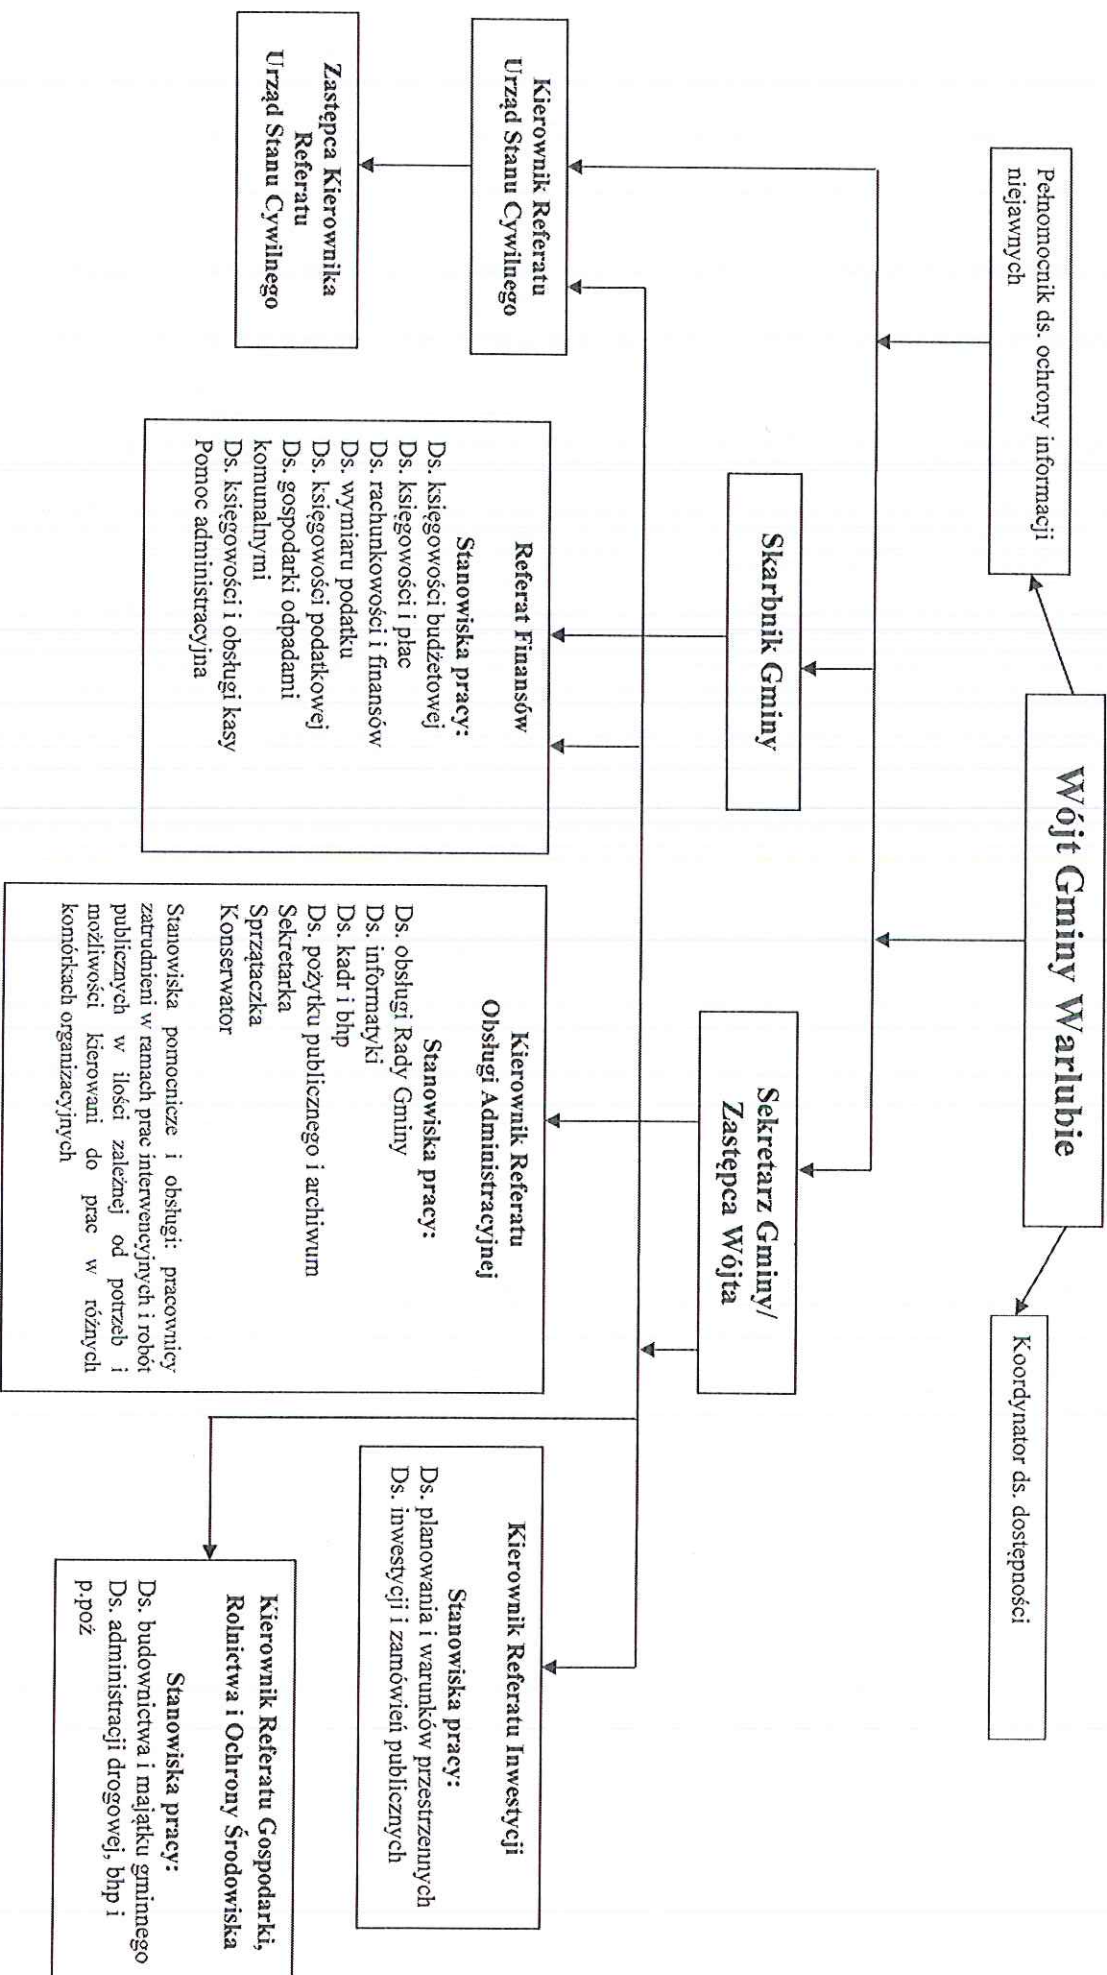 Wójt Gminy Warlubie
Pełnomocnik ds. ochrony informacji
niejawnych
Koordynator ds. dostępności
Skarbnik Gminy
Sekretarz Gminy/
Zastępca Wójta
Kierownik Referatu
Urząd Stanu Cywilnego
Zastępca Kierownika
Referatu
Urząd Stanu Cywilnego
Referat Finansów
Stanowiska pracy:
Ds. księgowości budżetowej
Ds. księgowości i płac
Ds. rachunkowości i finansów
Ds. wymiaru podatku
Ds. księgowości podatkowej
Ds. gospodarki odpadami
komunalnymi
Ds. księgowości i obsługi kasy
Pomoc administracyjna
Kierownik Referatu
Obsługi Administracyjnej
Stanowiska pracy:
Ds. obsługi Rady Gminy
Ds. informatyki
Ds. kadr i bhp
Ds. pożytku publicznego i archiwum
Sekretarka
Sprzątaczka
Konserwator
Stanowiska pomocnicze i obsługi: pracownicy
zatrudnieni w ramach prac interwencyjnych i robót
publicznych w ilości zależnej od potrzeb i
możliwości kierowani do prac w różnych
komórkach organizacyjnych
Kierownik Referatu Inwestycji
Stanowiska pracy:
Ds. planowania i warunków przestrzennych
Ds. inwestycji i zamówień publicznych
Kierownik Referatu Gospodarki,
Rolnictwa i Ochrony Środowiska
Stanowiska pracy:
Ds. budownictwa i majątku gminnego
Ds. administracji drogowej, bhp i
p.poż